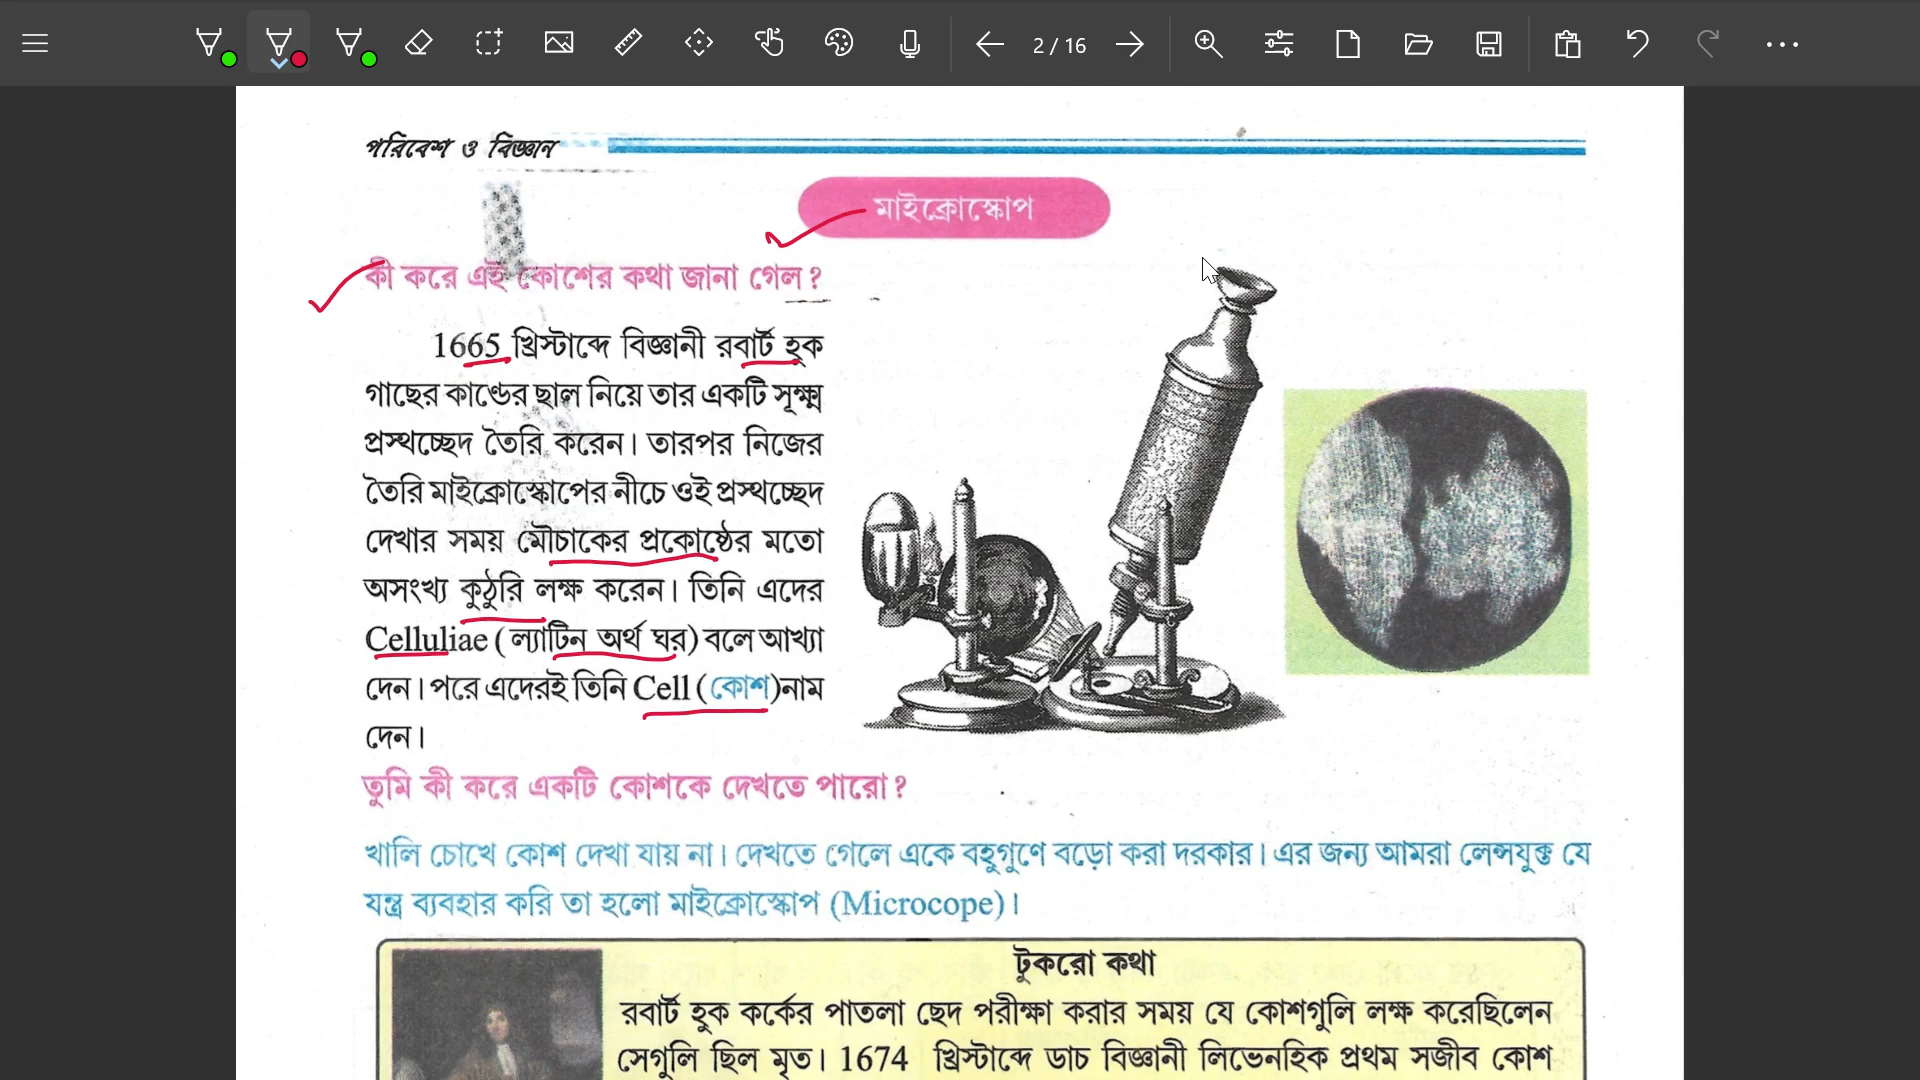 2 / 16
পরিবেশ ও বিজ্ঞান
মাইক্রোস্কোপ
কী করে এই কোশের কথা জানা গেল?
1665 খ্রিস্টাব্দে বিজ্ঞানী রবার্ট হুক
গাছের কাণ্ডের ছাল নিয়ে তার একটি সূক্ষ্ম
প্রস্থচ্ছেদ তৈরি করেন। তারপর নিজের
তৈরি মাইক্রোস্কোপের নীচে ওই প্রস্থচ্ছেদ
দেখার সময় মৌচাকের প্রকোষ্ঠের মতো
অসংখ্য কুঠুরি লক্ষ করেন। তিনি এদের
Celluliae (ল্যাটিন অর্থ ঘর) বলে আখ্যা
দেন। পরে এদেরই তিনি Cell (কোশ)নাম
দেন।
তুমি কী করে একটি কোশকে দেখতে পারো?
খালি চোখে কোশ দেখা যায় না। দেখতে গেলে একে বহুগুণে বড়ো করা দরকার। এর জন্য আমরা লেন্সযুক্ত যে
যন্ত্র ব্যবহার করি তা হলো মাইক্রোস্কোপ (Microcope)।
টুকরো কথা
রবার্ট হুক কর্কের পাতলা ছেদ পরীক্ষা করার সময় যে কোশগুলি লক্ষ করেছিলেন
সেগুলি ছিল মৃত। 1674 খ্রিস্টাব্দে ডাচ বিজ্ঞানী লিভেনহিক প্রথম সজীব কোশ